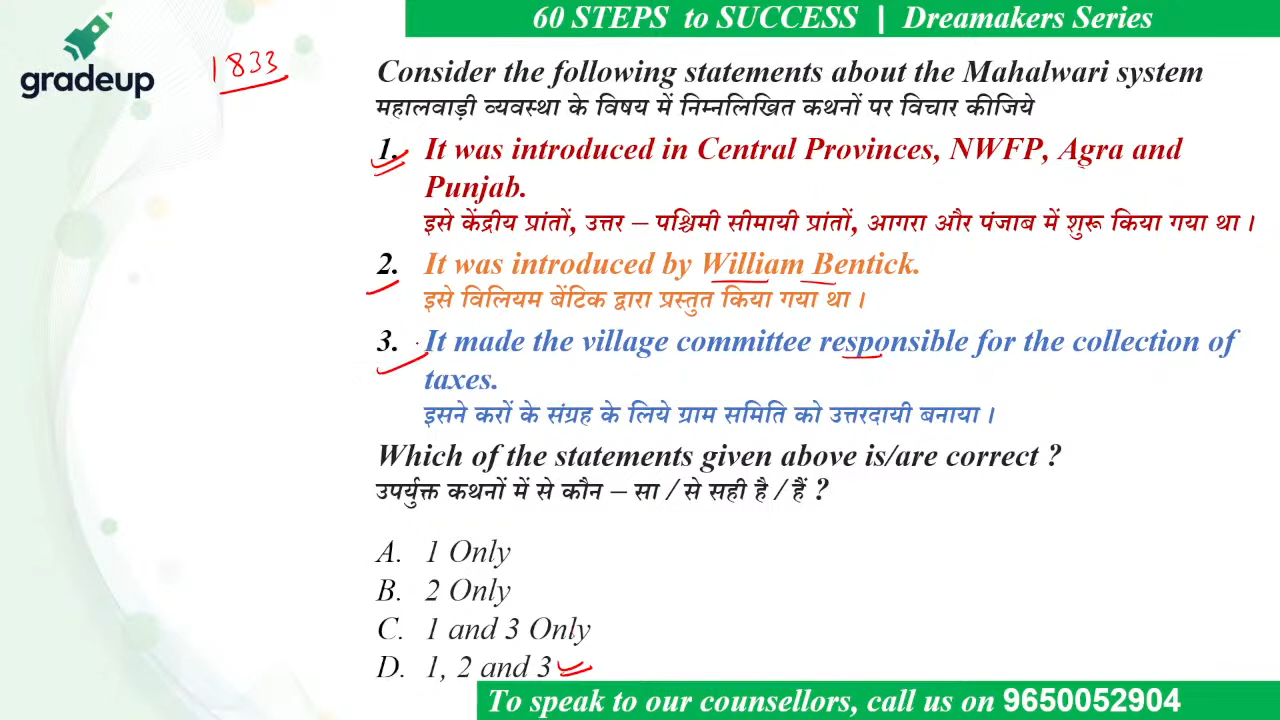 60 STEPS to SUCCESS | Dreamakers Series
gradeup
1833
Consider the following statements about the Mahalwari system
महालवाड़ी व्यवस्था के विषय में निम्नलिखित कथनों पर विचार कीजिये
1. It was introduced in Central Provinces, NWFP, Agra and
Punjab.
इसे केंद्रीय प्रांतों, उत्तर – पश्चिमी सीमायी प्रांतों, आगरा और पंजाब में शुरू किया गया था ।
2. It was introduced by William Bentick.
इसे विलियम बेंटिक द्वारा प्रस्तुत किया गया था ।
3. It made the village committee responsible for the collection of
taxes.
इसने करों के संग्रह के लिये ग्राम समिति को उत्तरदायी बनाया ।
Which of the statements given above is/are correct ?
उपर्युक्त कथनों में से कौन – सा / से सही है / हैं ?
A. 1 Only
B. 2 Only
C. 1 and 3 Only
D. 1, 2 and 3
To speak to our counsellors, call us on 9650052904